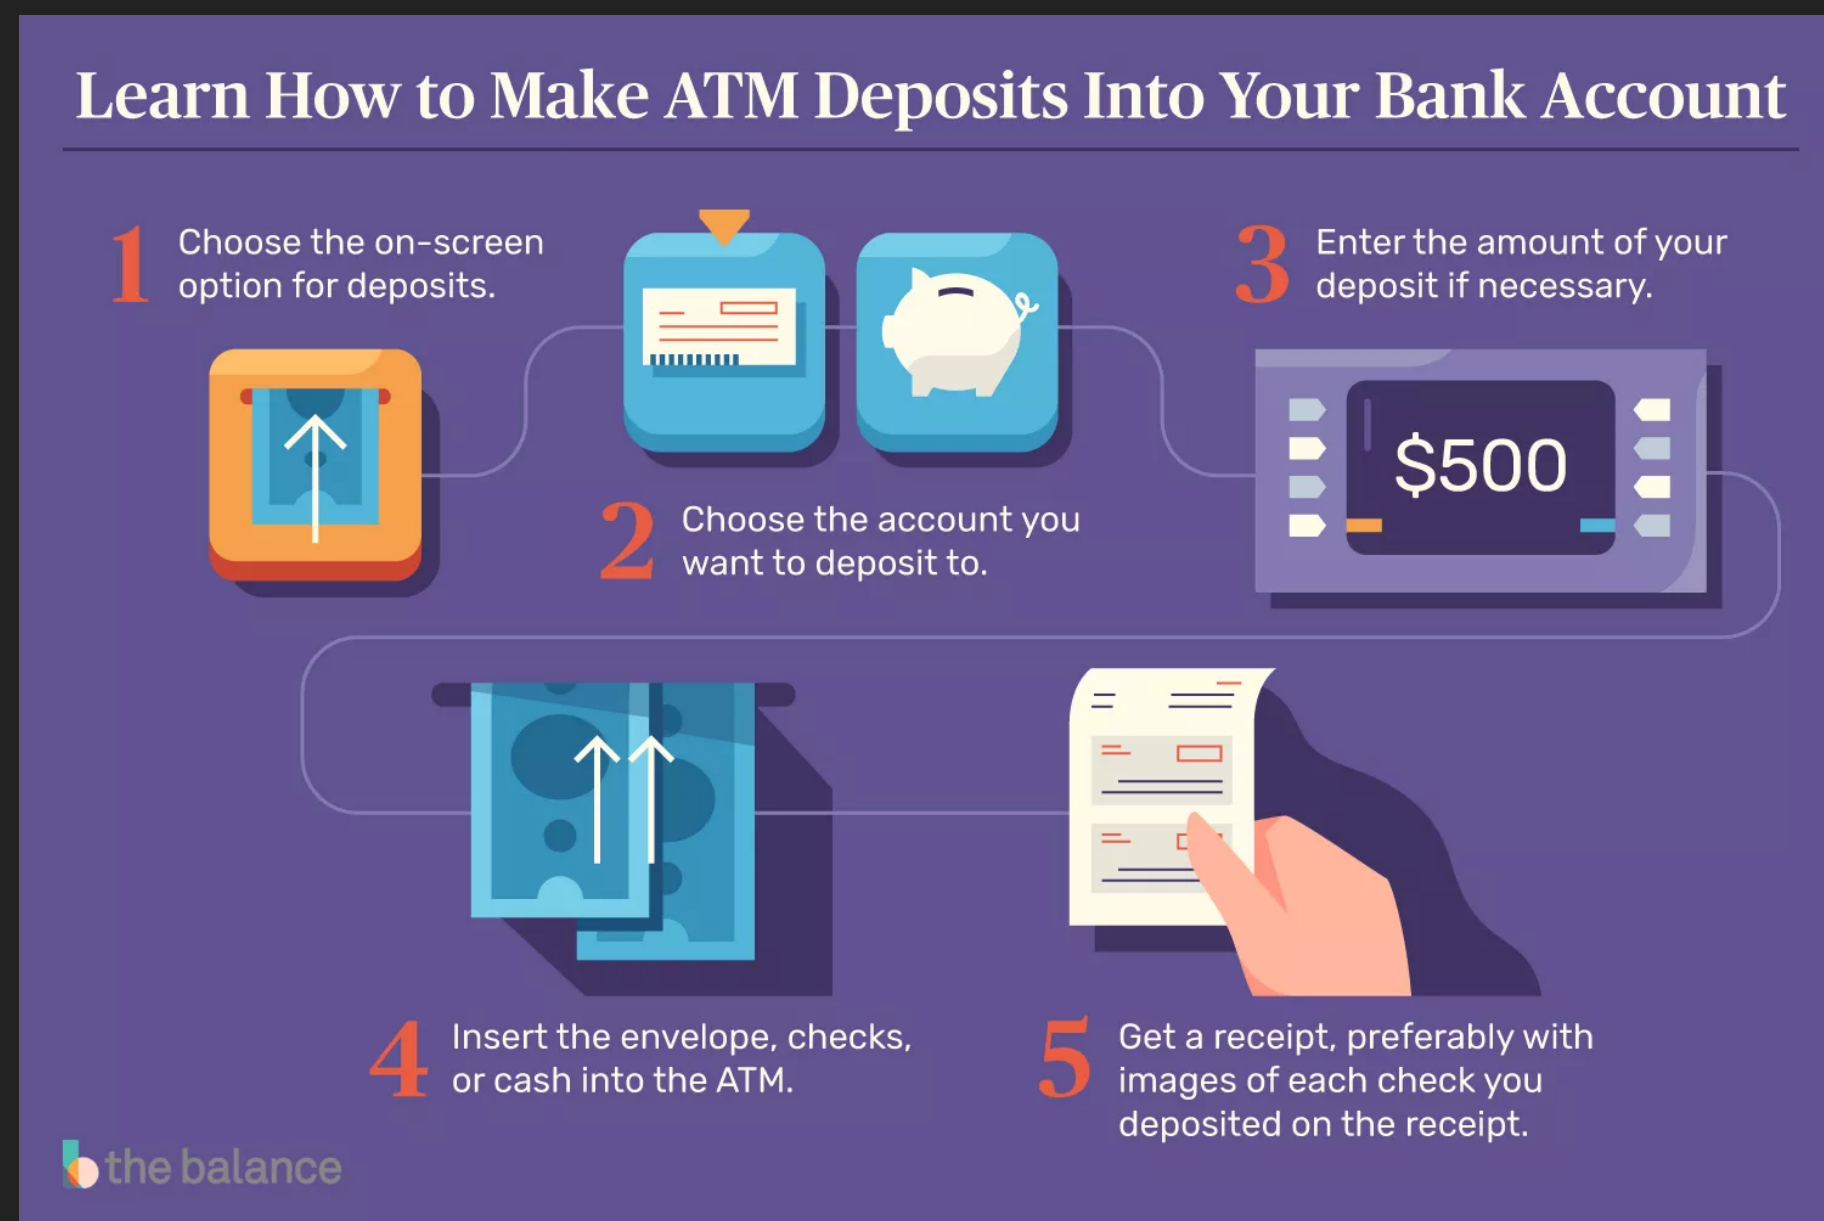 Learn How to Make ATM Deposits Into Your Bank Account
1
Choose the on-screen
option for deposits.
2
Choose the account you
want to deposit to.
3
Enter the amount of your
deposit if necessary.
$500
4
Insert the envelope, checks,
or cash into the ATM.
5
Get a receipt, preferably with
images of each check you
deposited on the receipt.
the balance